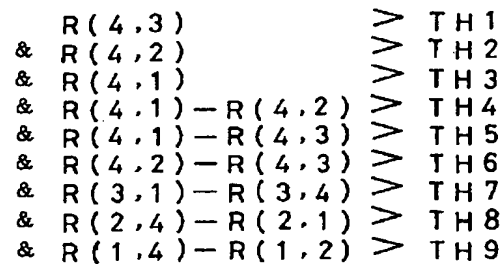 R(4,3) > TH1
& R(4,2) > TH2
& R(4,1) > TH3
& R(4,1)—R(4,2) > TH4
& R(4,1)—R(4,3) > TH5
& R(4,2)—R(4,3) > TH6
& R(3,1)—R(3,4) > TH7
& R(2,4)—R(2,1) > TH8
& R(1,4)—R(1,2) > TH9